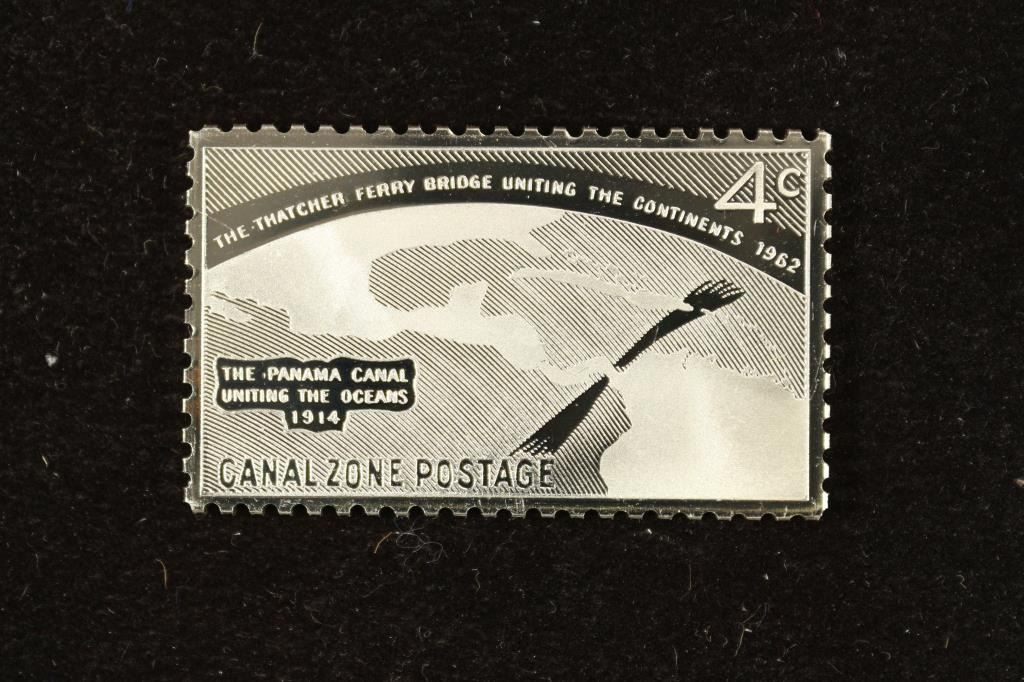 THE THATCHER FERRY BRIDGE UNITING THE CONTINENTS 1962
4c
THE PANAMA CANAL
UNITING THE OCEANS
1914
CANAL ZONE POSTAGE